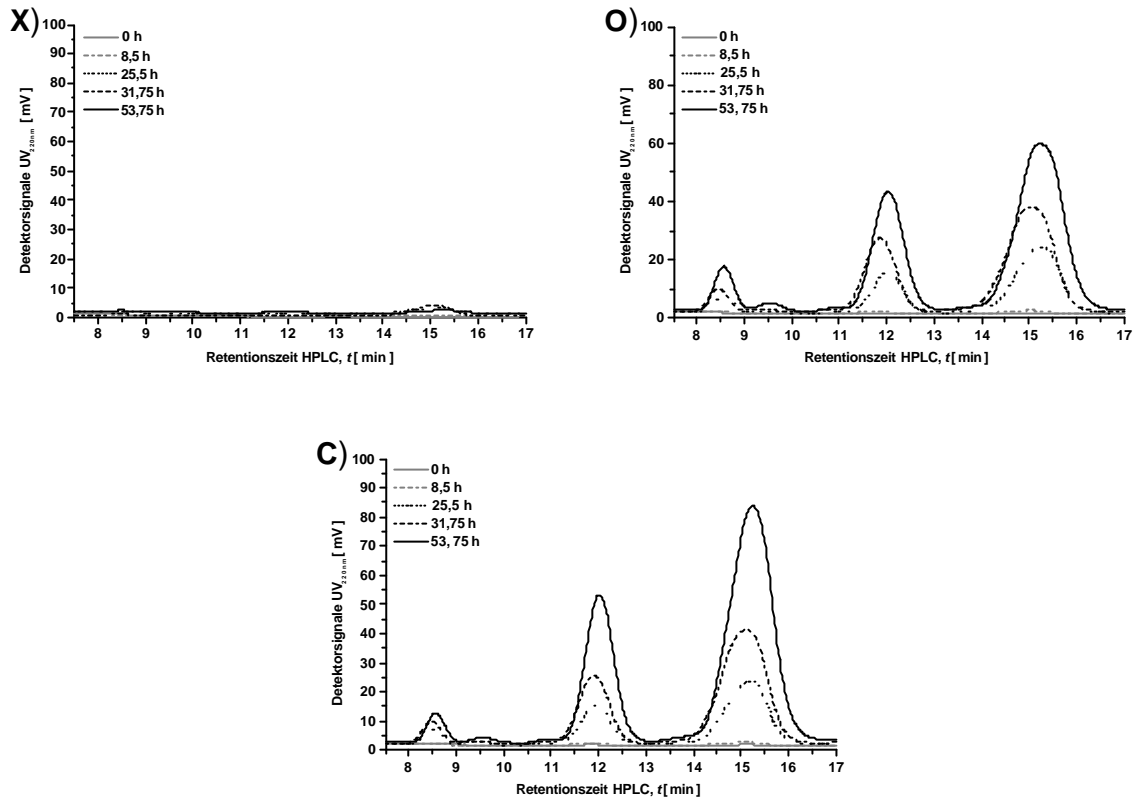 X)
100
90
80
70
60
50
40
30
20
10
0
Detektorsignale UV220nm [ mV ]
0 h
8,5 h
25,5 h
31,75 h
53,75 h
8 9 10 11 12 13 14 15 16 17
Retentionszeit HPLC, t [ min ]
O)
100
80
60
40
20
0
Detektorsignale UV220nm [ mV ]
0 h
8,5 h
25,5 h
31,75 h
53, 75 h
8 9 10 11 12 13 14 15 16 17
Retentionszeit HPLC, t [ min ]
C)
100
90
80
70
60
50
40
30
20
10
0
Detektorsignale UV220nm [ mV ]
0 h
8,5 h
25,5 h
31,75 h
53, 75 h
8 9 10 11 12 13 14 15 16 17
Retentionszeit HPLC, t [ min ]